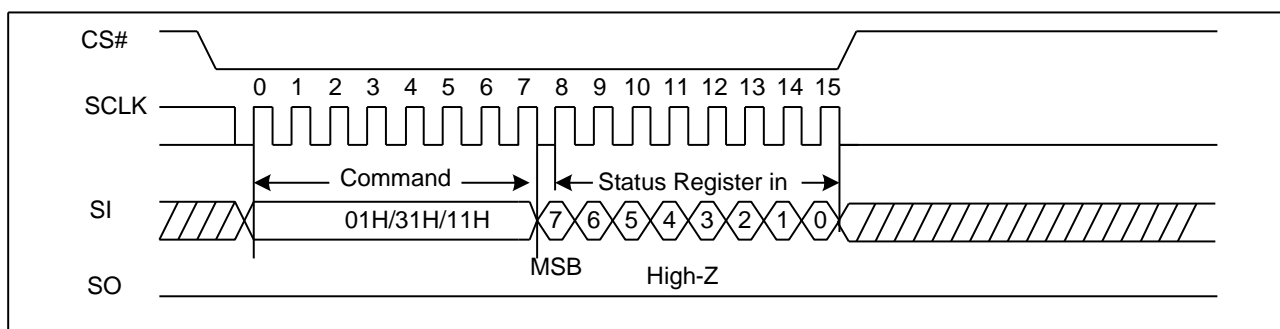 CS#
0 1 2 3 4 5 6 7 8 9 10 11 12 13 14 15
SCLK
Command Status Register in
SI 01H/31H/11H 7 6 5 4 3 2 1 0
MSB High-Z
SO